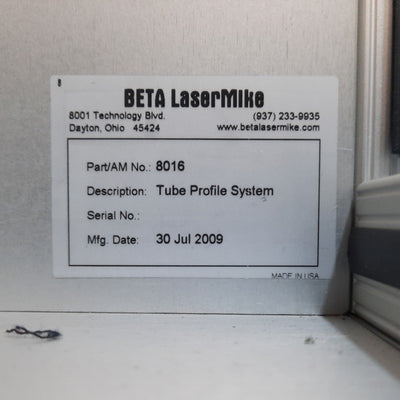 8
BETA LaserMike
8001 Technology Blvd. (937) 233-9935
Dayton, Ohio 45424 www.betalasermike.com
Part/AM No.: 8016
Description: Tube Profile System
Serial No.:
Mfg. Date: 30 Jul 2009
MADE IN USA